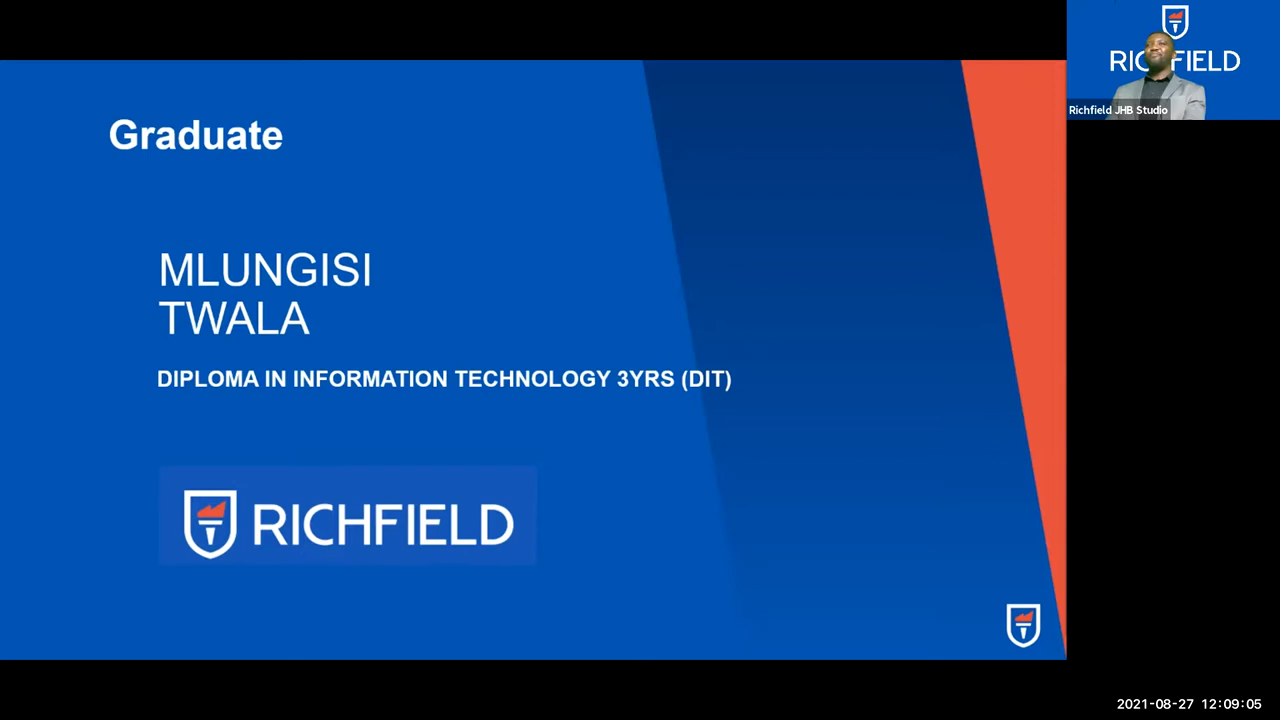 Graduate
MLUNGISI
TWALA
DIPLOMA IN INFORMATION TECHNOLOGY 3YRS (DIT)
RICHFIELD
RICHFIELD
Richfield JHB Studio
2021-08-27 12:09:05